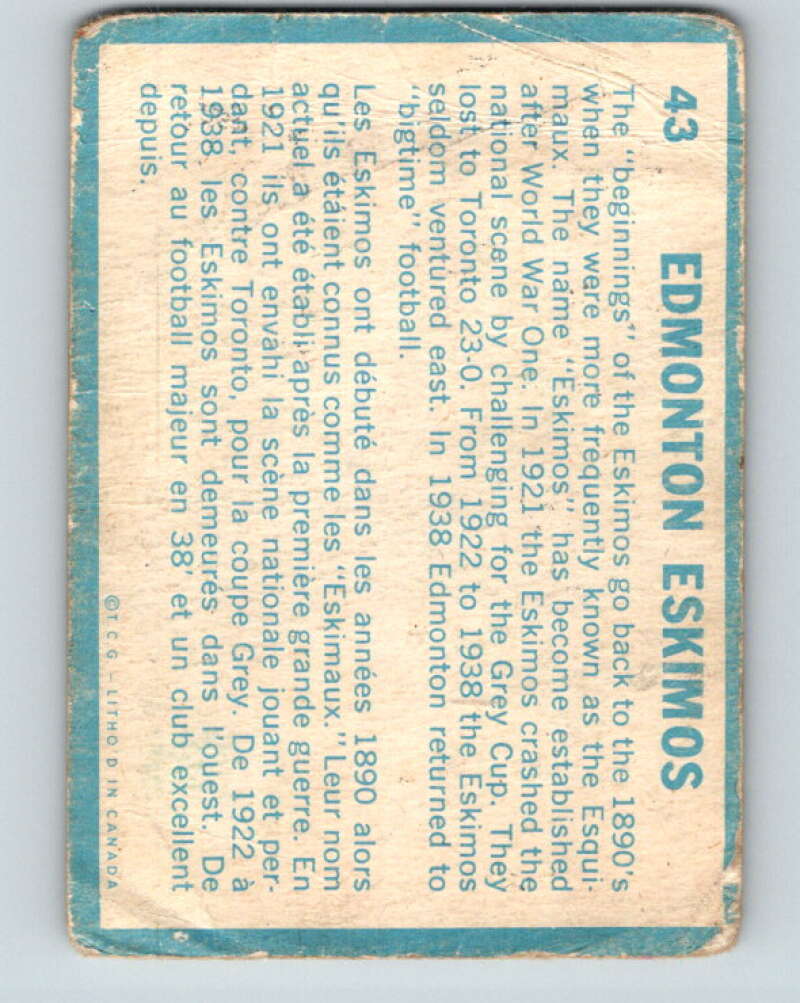 43 EDMONTON ESKIMOS
The "beginnings" of the Eskimos go back to the 1890's
when they were more frequently known as the Esqui-
maux. The name "Eskimos" has become established
after World War One. In 1921 the Eskimos crashed the
national scene by challenging for the Grey Cup. They
lost to Toronto 23-0. From 1922 to 1938 the Eskimos
seldom ventured east. In 1938 Edmonton returned to
"bigtime" football.
Les Eskimos ont débuté dans les années 1890 alors
qu'ils étáient connus comme les "Eskimaux." Leur nom
actuel a été établi après la première grande guerre. En
1921 ils ont envahi la scène nationale jouant et per-
dant, contre Toronto, pour la coupe Grey. De 1922 à
1938 les Eskimos sont demeurés dans l'ouest. De
retour au football majeur en 38' et un club excellent
depuis.
© T. C. G. – LITHO'D IN CANADA